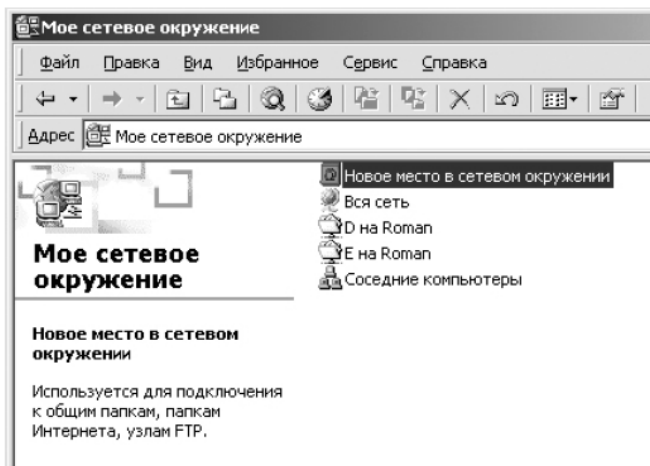 Мое сетевое окружение
Файл Правка Вид Избранное Сервис Справка
Адрес Мое сетевое окружение
Мое сетевое
окружение
Новое место в сетевом
окружении
Используется для подключения
к общим папкам, папкам
Интернета, узлам FTP.
Новое место в сетевом окружении
Вся сеть
D на Roman
E на Roman
Соседние компьютеры